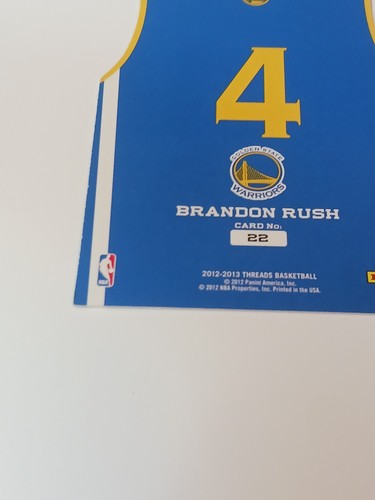 4
GOLDEN STATE
WARRIORS
BRANDON RUSH
CARD No:
22
2012-2013 THREADS BASKETBALL
© 2012 Panini America, Inc.
© 2012 NBA Properties, Inc. Printed in the USA.